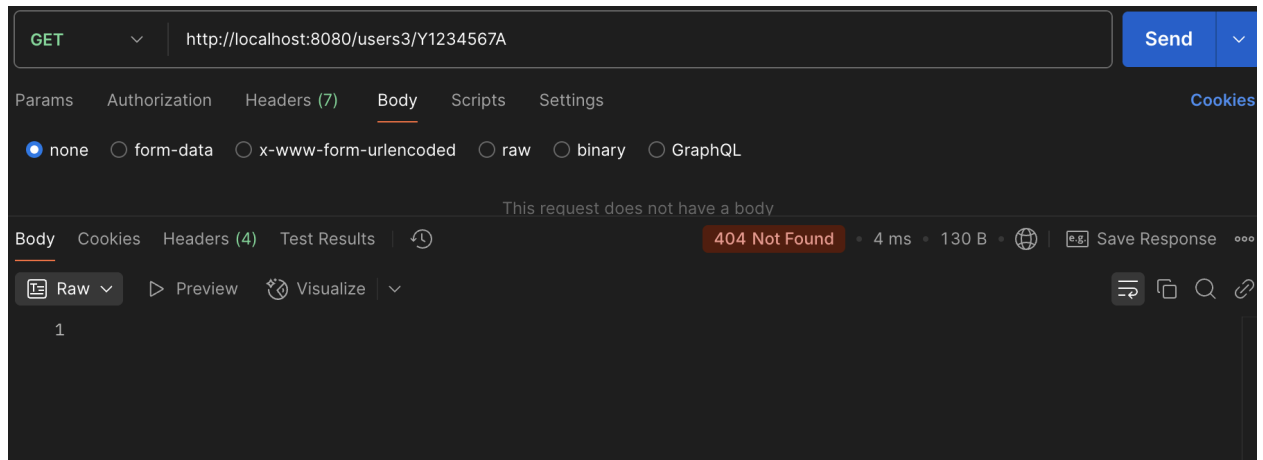 GET http://localhost:8080/users3/Y1234567A Send
Params Authorization Headers (7) Body Scripts Settings Cookies
none form-data x-www-form-urlencoded raw binary GraphQL
This request does not have a body
Body Cookies Headers (4) Test Results 404 Not Found • 4 ms • 130 B • e.g. Save Response
Raw Preview Visualize
1